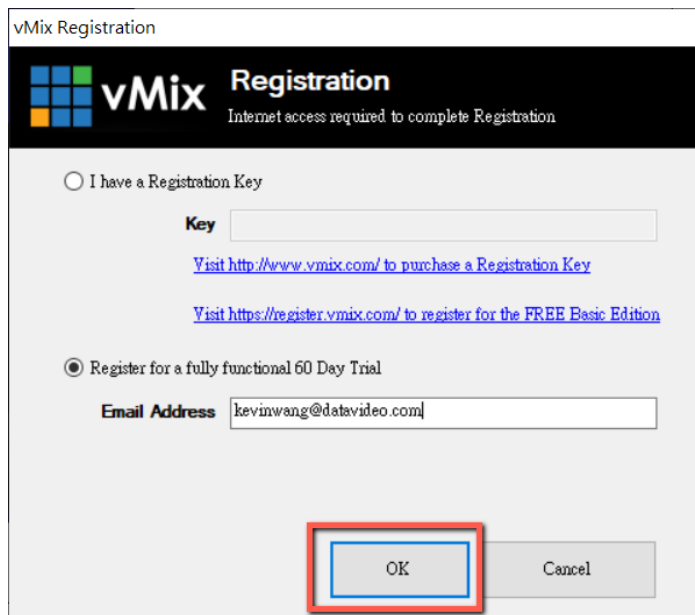 vMix Registration
vMix
Registration
Internet access required to complete Registration
I have a Registration Key
Key
Visit http://www.vmix.com/ to purchase a Registration Key
Visit https://register.vmix.com/ to register for the FREE Basic Edition
Register for a fully functional 60 Day Trial
Email Address kevinwang@datavideo.com
OK Cancel